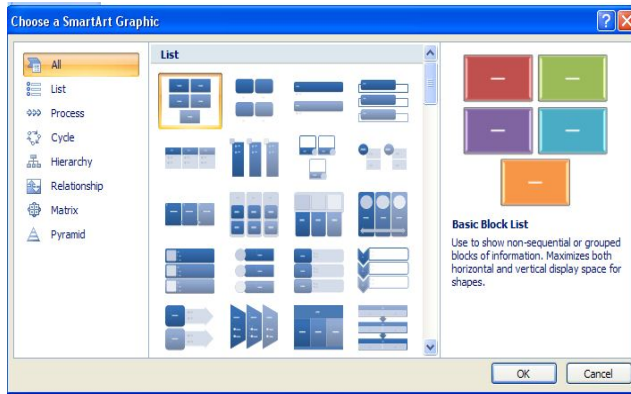 Choose a SmartArt Graphic
All
List
Process
Cycle
Hierarchy
Relationship
Matrix
Pyramid
List
Basic Block List
Use to show non-sequential or grouped
blocks of information. Maximizes both
horizontal and vertical display space for
shapes.
OK
Cancel